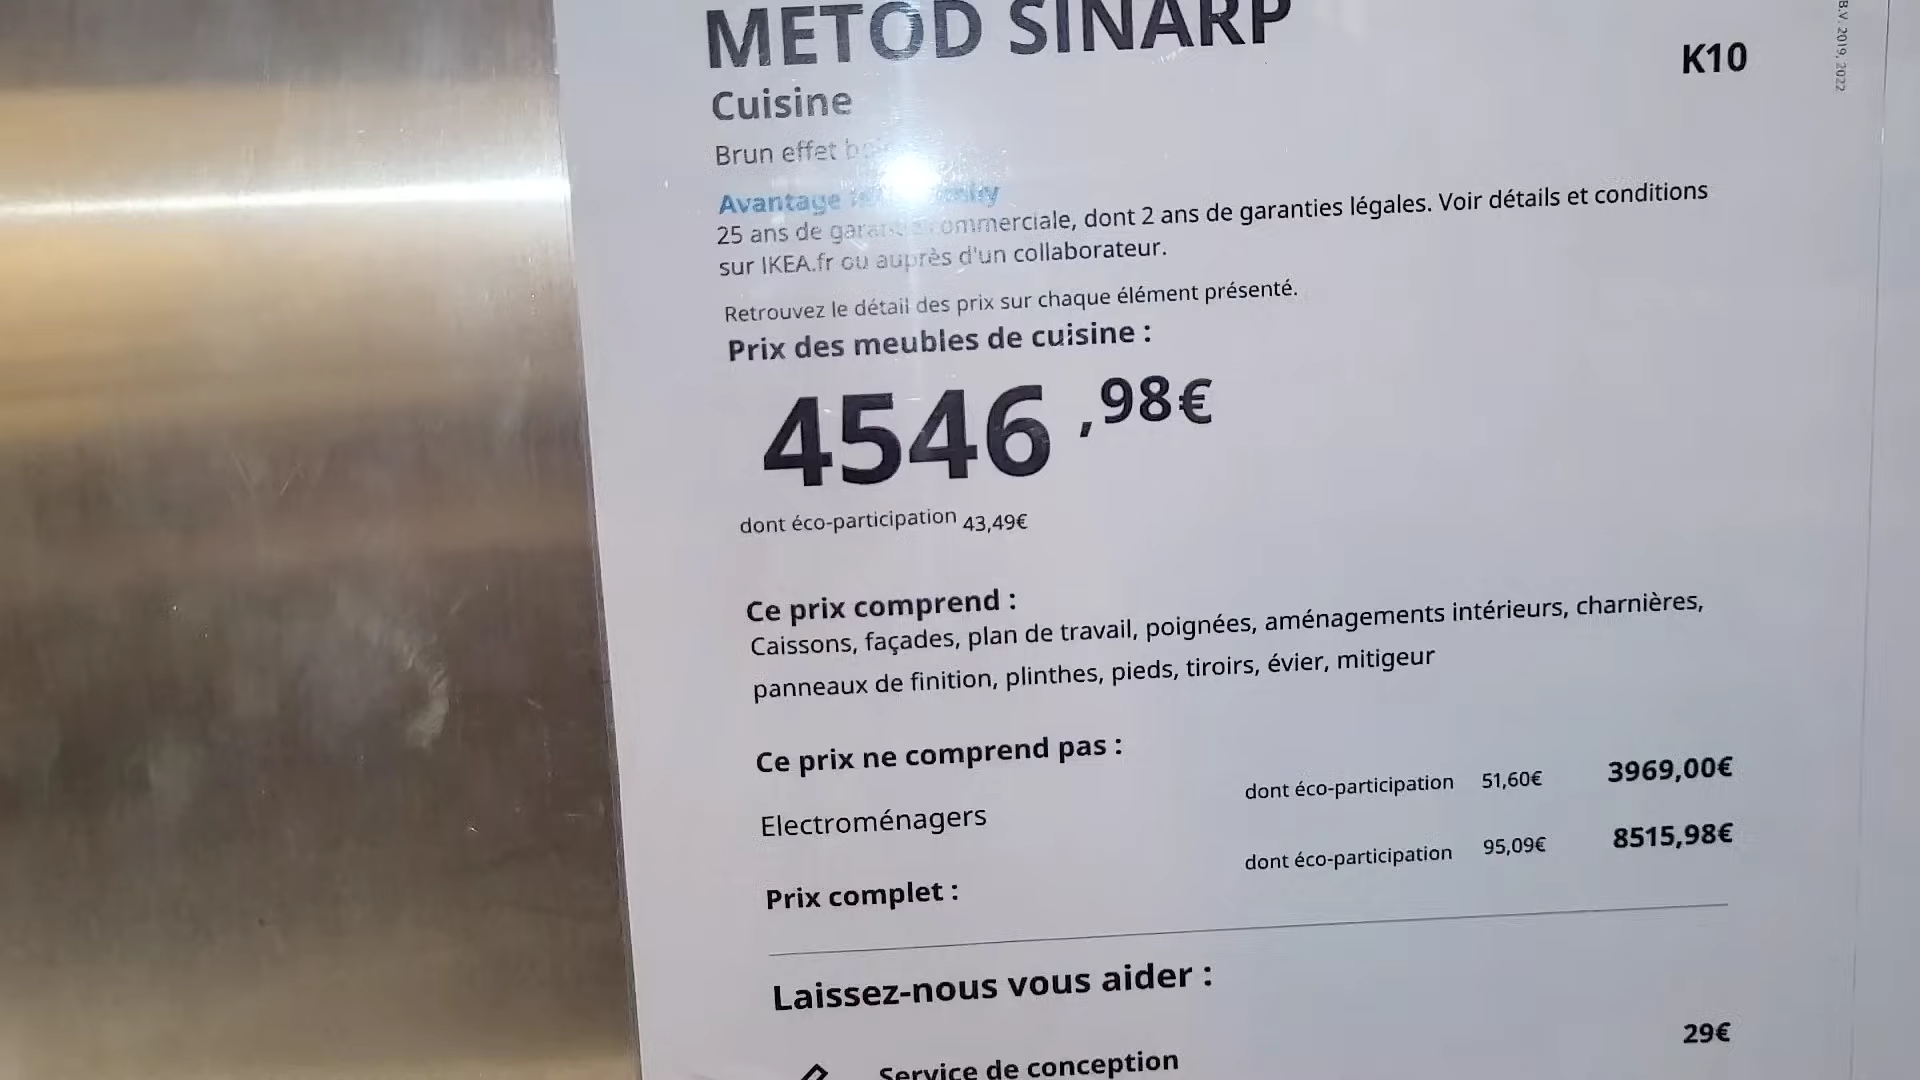 METOD SINARP
K10
B.V. 2019, 2022
Cuisine
Brun effet
Avantage
25 ans de garantie commerciale, dont 2 ans de garanties légales. Voir détails et conditions
sur IKEA.fr ou auprès d'un collaborateur.
Retrouvez le détail des prix sur chaque élément présenté.
Prix des meubles de cuisine :
4546 ,98€
dont éco-participation 43,49€
Ce prix comprend :
Caissons, façades, plan de travail, poignées, aménagements intérieurs, charnières,
panneaux de finition, plinthes, pieds, tiroirs, évier, mitigeur
Ce prix ne comprend pas :
Electroménagers dont éco-participation 51,60€ 3969,00€
Prix complet : dont éco-participation 95,09€ 8515,98€
Laissez-nous vous aider :
Service de conception 29€